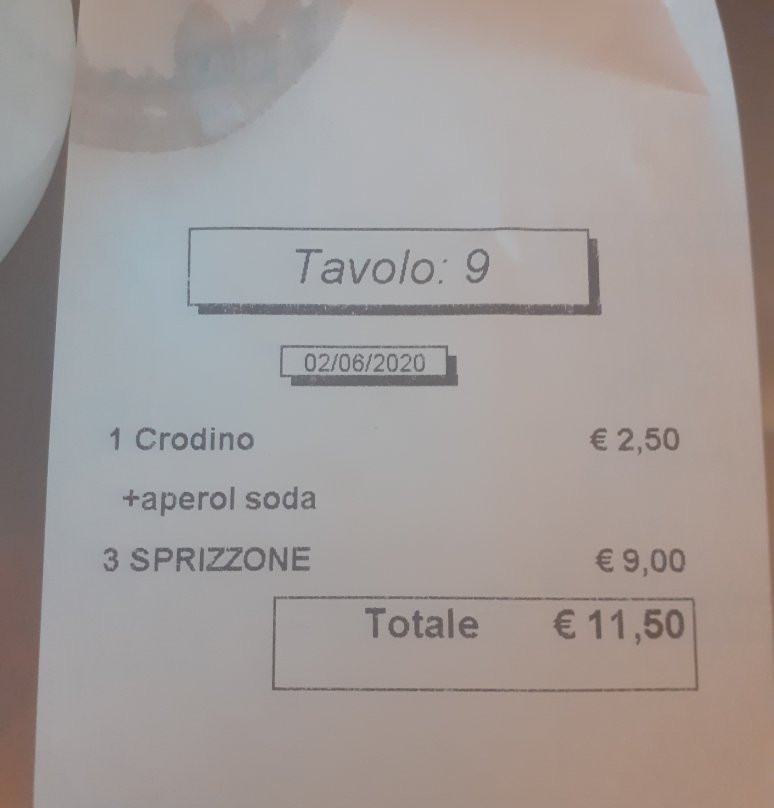 Tavolo: 9
02/06/2020
1 Crodino € 2,50
+aperol soda
3 SPRIZZONE € 9,00
Totale € 11,50